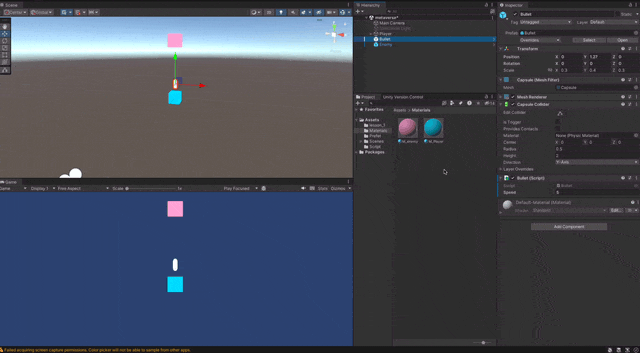 Scene
Center
Global
Game
Game
Display 1
Free Aspect
Scale
1x
Play Focused
Stats
Gizmos
Failed acquiring screen capture permissions. Color picker will not be able to sample from other apps.
Hierarchy
metaverse*
Main Camera
Player
Bullet
Enemy
Project
Unity Version Control
Favorites
Assets
Materials
Prefer
Scenes
Script
Packages
Assets > Materials
M_enemy
M_Player
Inspector
Bullet
Static
Tag
Untagged
Layer
Default
Prefab
Bullet
Overrides
Select
Open
Transform
Position
X 0
Y 1.27
Z 0
Rotation
X 0
Y 0
Z 0
Scale
X 0.3
Y 0.4
Z 0.3
Capsule (Mesh Filter)
Mesh
Capsule
Mesh Renderer
Capsule Collider
Edit Collider
Is Trigger
Provides Contacts
Material
None (Physic Material)
Center
X 0
Y 0
Z 0
Radius
0.5
Height
2
Direction
Y-Axis
Layer Overrides
Bullet (Script)
Script
Bullet
Speed
5
Default-Material (Material)
Shader
Standard
Edit...
Add Component